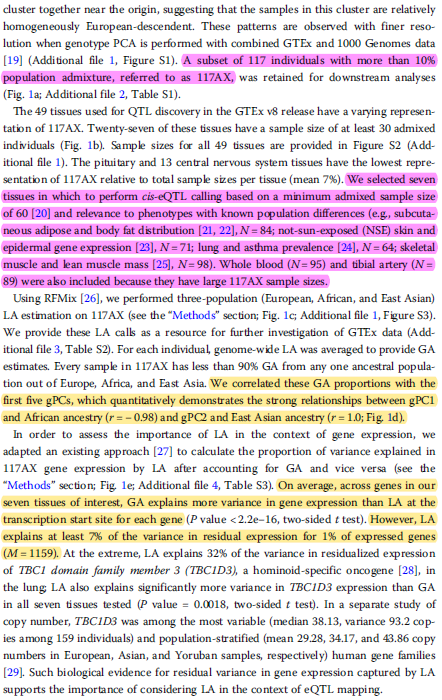 cluster together near the origin, suggesting that the samples in this cluster are relatively
homogeneously European-descendent. These patterns are observed with finer reso-
lution when genotype PCA is performed with combined GTEx and 1000 Genomes data
[19] (Additional file 1, Figure S1). A subset of 117 individuals with more than 10%
population admixture, referred to as 117AX, was retained for downstream analyses
(Fig. 1a; Additional file 2, Table S1).
The 49 tissues used for QTL discovery in the GTEx v8 release have a varying represen-
tation of 117AX. Twenty-seven of these tissues have a sample size of at least 30 admixed
individuals (Fig. 1b). Sample sizes for all 49 tissues are provided in Figure S2 (Addi-
tional file 1). The pituitary and 13 central nervous system tissues have the lowest repre-
sentation of 117AX relative to total sample sizes per tissue (mean 7%). We selected seven
tissues in which to perform cis-eQTL calling based on a minimum admixed sample size
of 60 [20] and relevance to phenotypes with known population differences (e.g., subcuta-
neous adipose and body fat distribution [21, 22], N = 84; not-sun-exposed (NSE) skin and
epidermal gene expression [23], N = 71; lung and asthma prevalence [24], N = 64; skeletal
muscle and lean muscle mass [25], N = 98). Whole blood (N = 95) and tibial artery (N =
89) were also included because they have large 117AX sample sizes.
Using RFMix [26], we performed three-population (European, African, and East Asian)
LA estimation on 117AX (see the "Methods" section; Fig. 1c; Additional file 1, Figure S3).
We provide these LA calls as a resource for further investigation of GTEx data (Add-
itional file 3, Table S2). For each individual, genome-wide LA was averaged to provide GA
estimates. Every sample in 117AX has less than 90% GA from any one ancestral popula-
tion out of Europe, Africa, and East Asia. We correlated these GA proportions with the
first five gPCs, which quantitatively demonstrates the strong relationships between gPC1
and African ancestry (r = − 0.98) and gPC2 and East Asian ancestry (r = 1.0; Fig. 1d).
In order to assess the importance of LA in the context of gene expression, we
adapted an existing approach [27] to calculate the proportion of variance explained in
117AX gene expression by LA after accounting for GA and vice versa (see the
"Methods" section; Fig. 1e; Additional file 4, Table S3). On average, across genes in our
seven tissues of interest, GA explains more variance in gene expression than LA at the
transcription start site for each gene (P value < 2.2e−16, two-sided t test). However, LA
explains at least 7% of the variance in residual expression for 1% of expressed genes
(M = 1159). At the extreme, LA explains 32% of the variance in residualized expression
of TBC1 domain family member 3 (TBC1D3), a hominoid-specific oncogene [28], in
the lung; LA also explains significantly more variance in TBC1D3 expression than GA
in all seven tissues tested (P value = 0.0018, two-sided t test). In a separate study of
copy number, TBC1D3 was among the most variable (median 38.13, variance 93.2 cop-
ies among 159 individuals) and population-stratified (mean 29.28, 34.17, and 43.86 copy
numbers in European, Asian, and Yoruban samples, respectively) human gene families
[29]. Such biological evidence for residual variance in gene expression captured by LA
supports the importance of considering LA in the context of eQTL mapping.